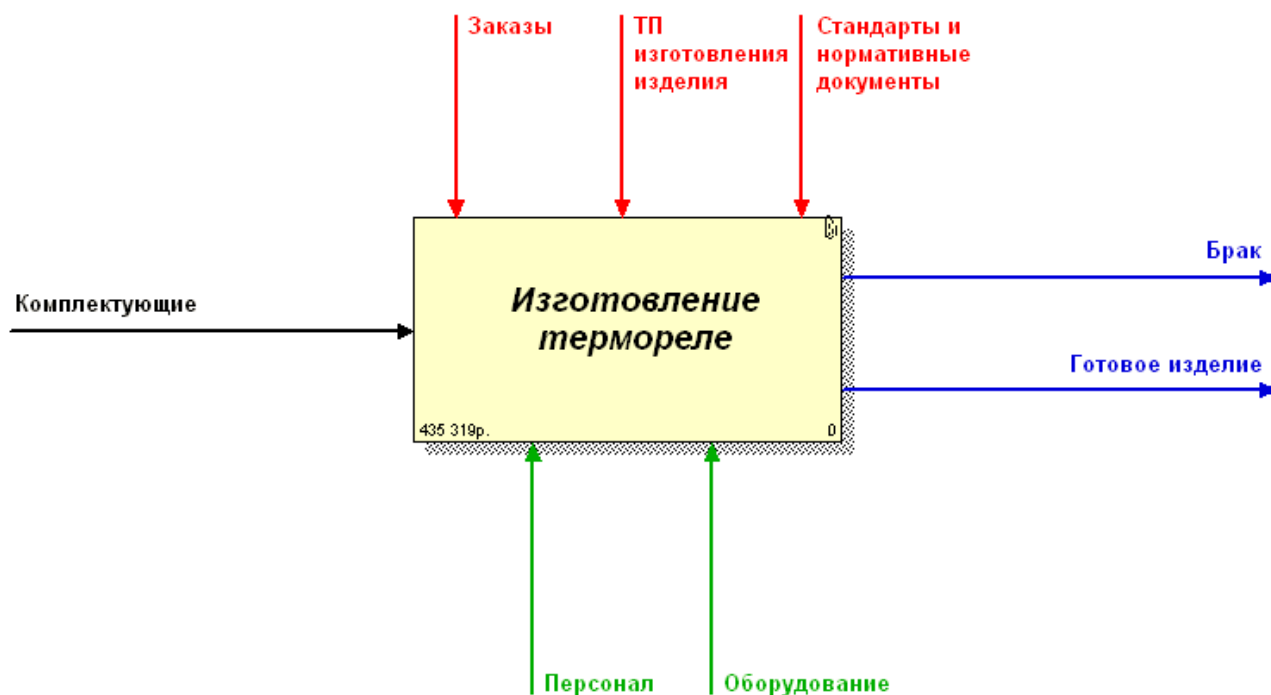 Заказы
ТП
изготовления
изделия
Стандарты и
нормативные
документы
Комплектующие
Изготовление
термореле
435 319р.
0
Брак
Готовое изделие
Персонал
Оборудование